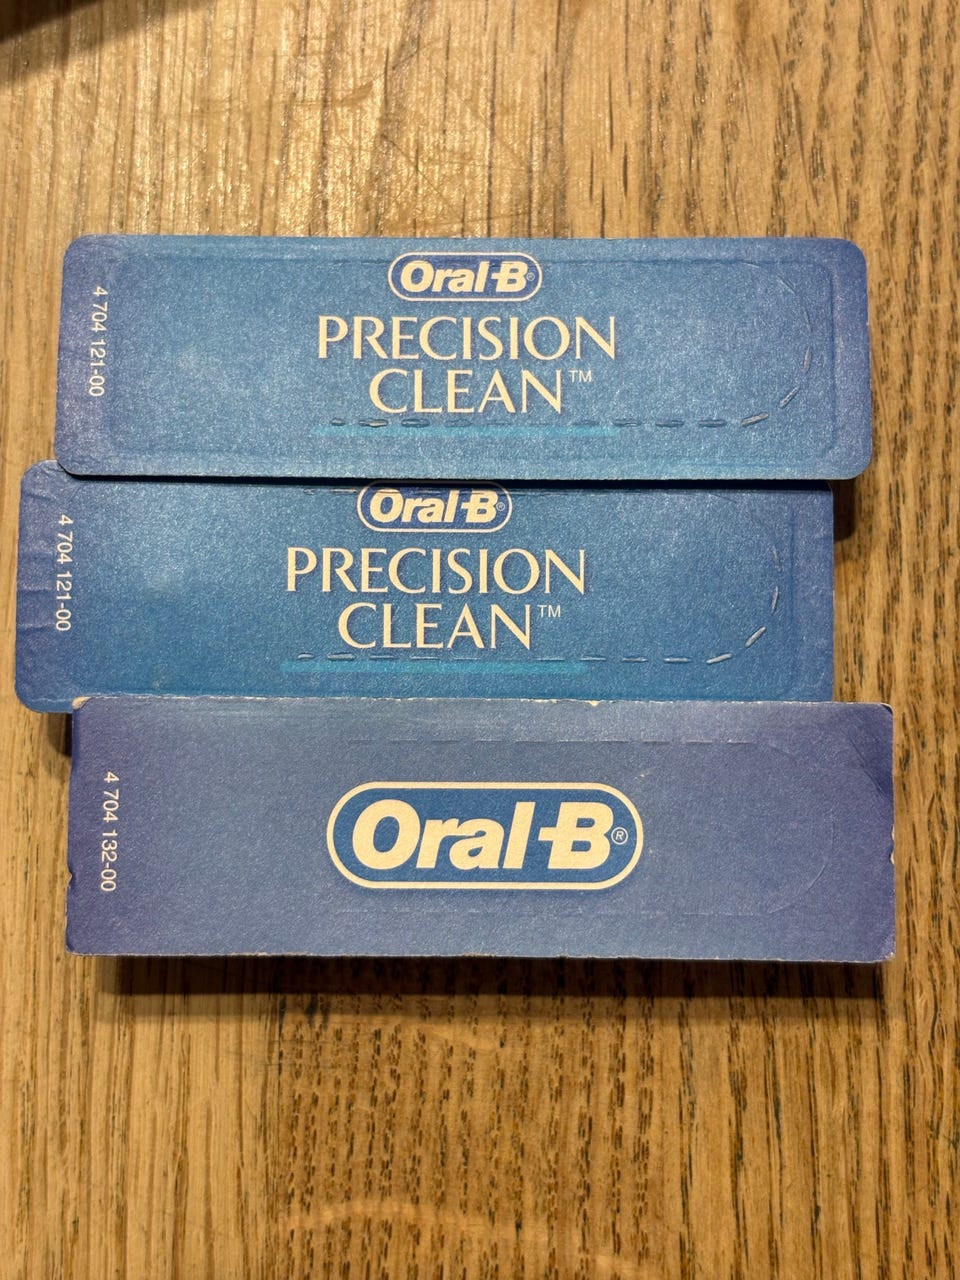 Oral-B®
PRECISION
CLEAN™
4 704 121-00
Oral-B®
PRECISION
CLEAN™
4 704 121-00
Oral-B®
4 704 132-00